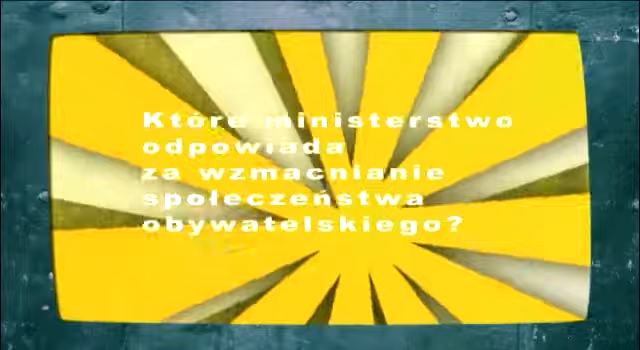 Które ministerstwo
odpowiada
za wzmacnianie
społeczeństwa
obywatelskiego?